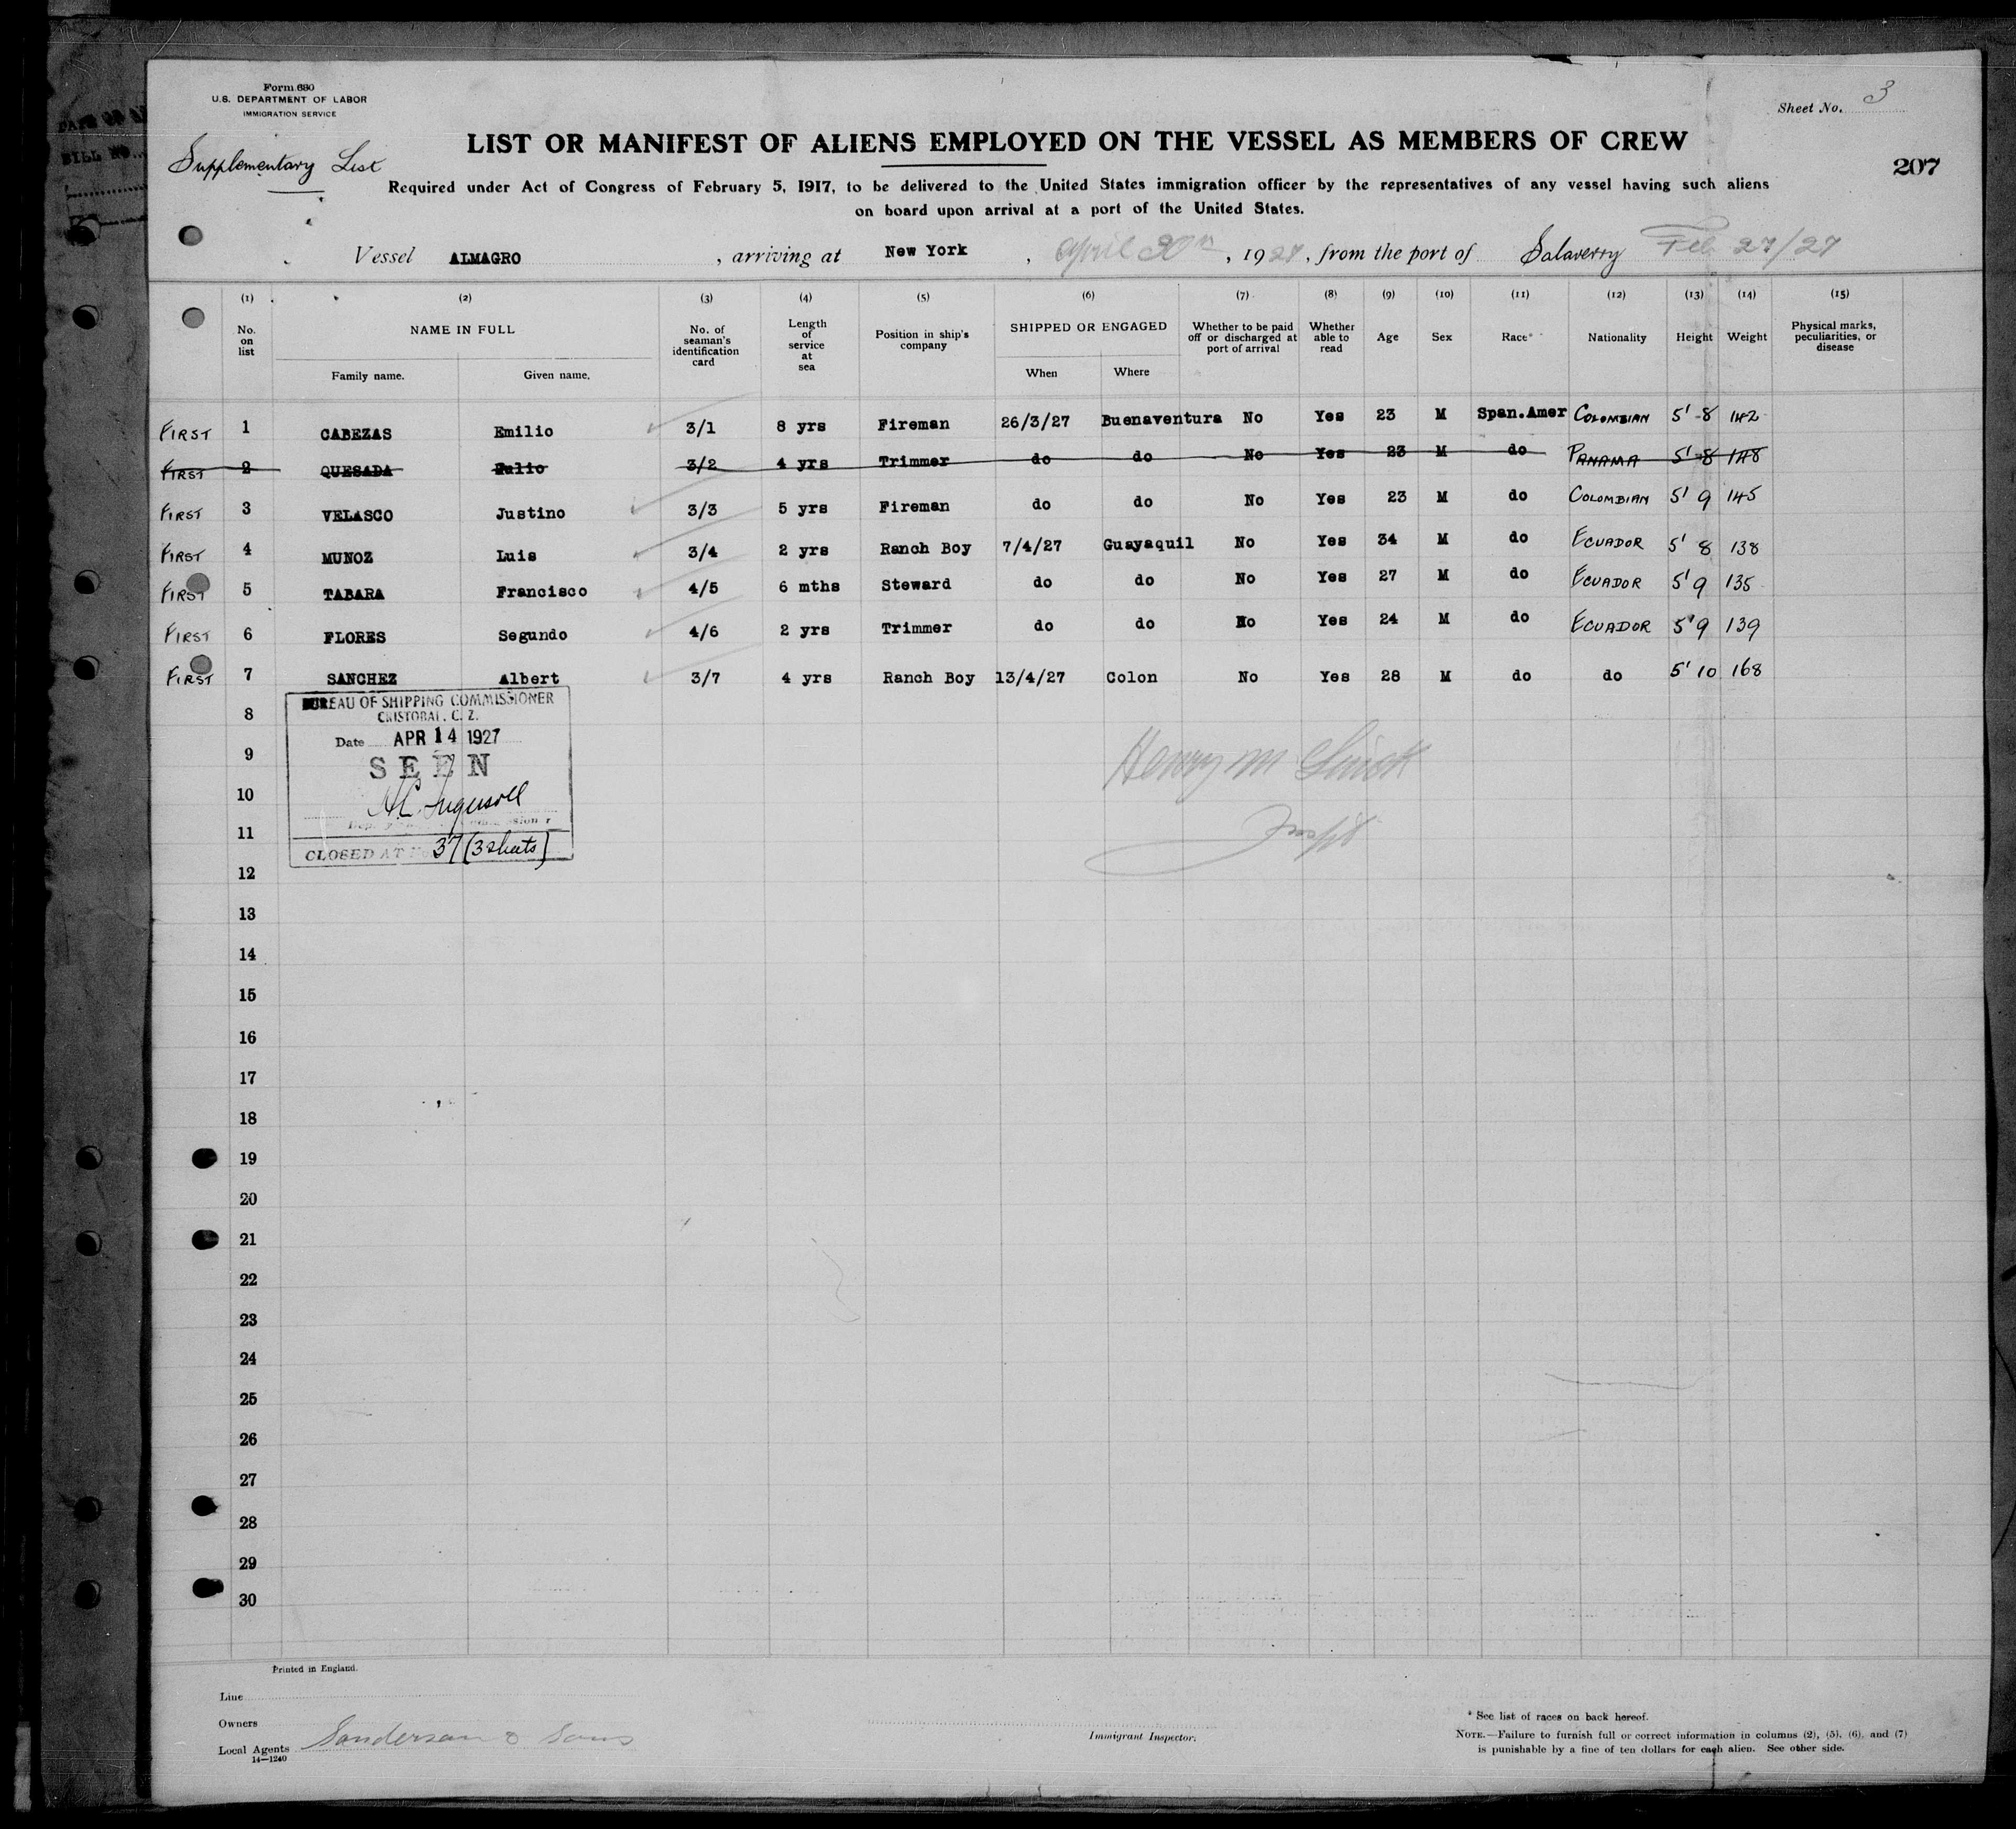 Form 680
U.S. DEPARTMENT OF LABOR
IMMIGRATION SERVICE
Sheet No. 3
Supplementary List
LIST OR MANIFEST OF ALIENS EMPLOYED ON THE VESSEL AS MEMBERS OF CREW
207
Required under Act of Congress of February 5, 1917, to be delivered to the United States immigration officer by the representatives of any vessel having such aliens
on board upon arrival at a port of the United States.
Vessel ALMAGRO , arriving at New York , April 20th , 1927, from the port of Salaverry Feb 27/27
(1) (2) (3) (4) (5) (6) (7) (8) (9) (10) (11) (12) (13) (14) (15)
No. on list NAME IN FULL Family name. Given name. No. of seaman's identification card Length of service at sea Position in ship's company SHIPPED OR ENGAGED When Where Whether to be paid off or discharged at port of arrival Whether able to read Age Sex Race* Nationality Height Weight Physical marks, peculiarities, or disease
FIRST 1 CABEZAS Emilio 3/1 8 yrs Fireman 26/3/27 Buenaventura No Yes 23 M Span.Amer COLOMBIAN 5' 8 142
FIRST 2 QUESADA Julio 3/2 4 yrs Trimmer do do No Yes 23 M do PANAMA 5' 8 148
FIRST 3 VELASCO Justino 3/3 5 yrs Fireman do do No Yes 23 M do COLOMBIAN 5' 9 145
FIRST 4 MUNOZ Luis 3/4 2 yrs Ranch Boy 7/4/27 Guayaquil No Yes 34 M do ECUADOR 5' 8 138
FIRST 5 TABARA Francisco 4/5 6 mths Steward do do No Yes 27 M do ECUADOR 5' 9 135
FIRST 6 FLORES Segundo 4/6 2 yrs Trimmer do do No Yes 24 M do ECUADOR 5' 9 139
FIRST 7 SANCHEZ Albert 3/7 4 yrs Ranch Boy 13/4/27 Colon No Yes 28 M do do 5' 10 168
8
BUREAU OF SHIPPING COMMISSIONER
CRISTOBAL, C. Z.
Date APR 14 1927
9
SEEN
Henry M
10
HC Ingersoll
11
CLOSED AT No. 37 (3 sheets)
12
13
14
15
16
17
18
19
20
21
22
23
24
25
26
27
28
29
30
Printed in England.
Line
Owners
Local Agents Sanderson & Sons
14—1240
Immigrant Inspector.
* See list of races on back hereof.
NOTE.—Failure to furnish full or correct information in columns (2), (5), (6), and (7)
is punishable by a fine of ten dollars for each alien. See other side.